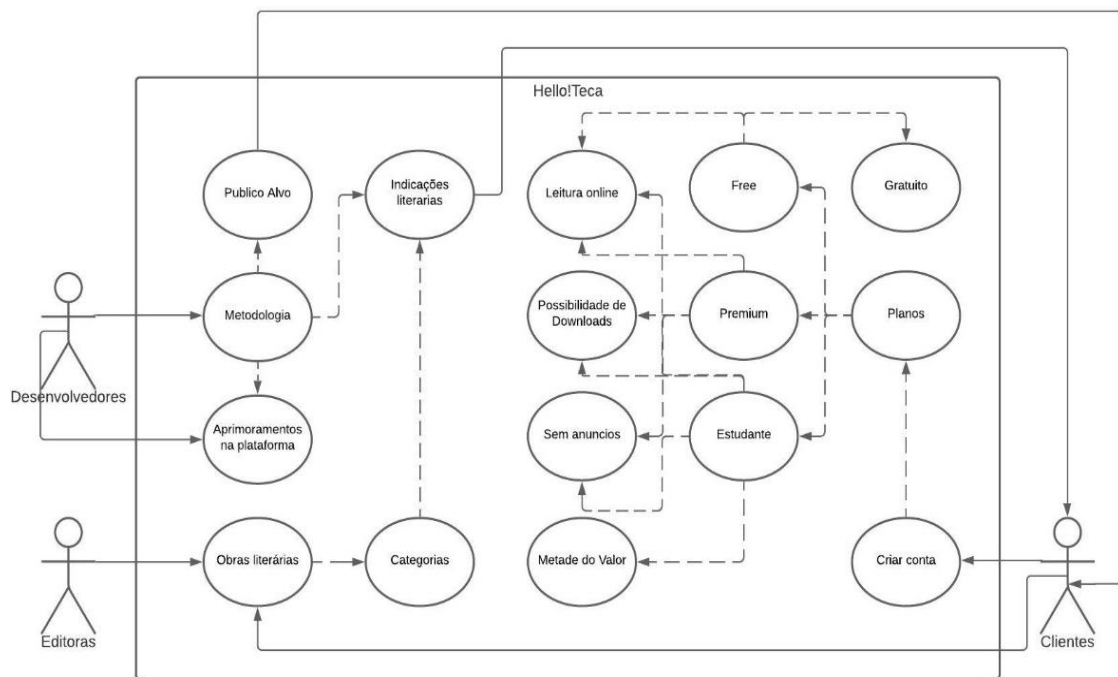 Hello!Teca
Publico Alvo
Indicações
literarias
Leitura online
Free
Gratuito
Metodologia
Possibilidade de
Downloads
Premium
Planos
Desenvolvedores
Aprimoramentos
na plataforma
Sem anuncios
Estudante
Obras literárias
Categorias
Metade do Valor
Criar conta
Editoras
Clientes